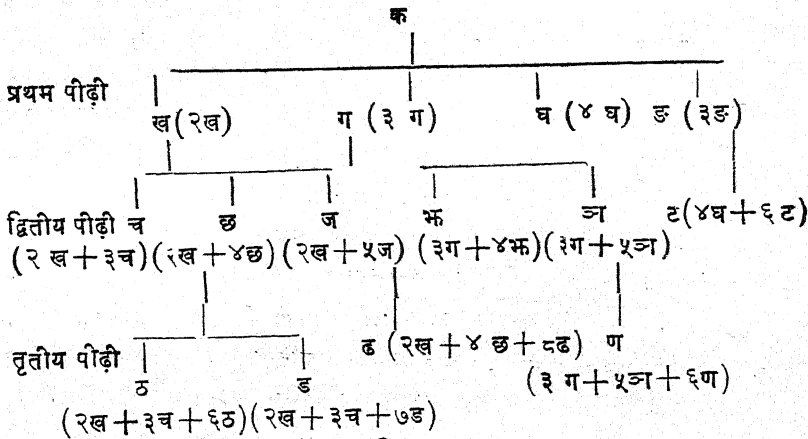 क
प्रथम पीढ़ी
ख (२ख) ग (३ ग) घ (४ घ) ङ (३ङ)
द्वितीय पीढ़ी च छ ज झ ञ ट(४घ+६ट)
(२ ख+३च)(२ख+४छ)(२ख+५ज) (३ग+४झ)(३ग+५ञ)
तृतीय पीढ़ी ठ ड ढ (२ख+४ छ+८ढ) ण
(३ ग+५ञ+६ण)
(२ख+३च+६ठ)(२ख+३च+७ड)